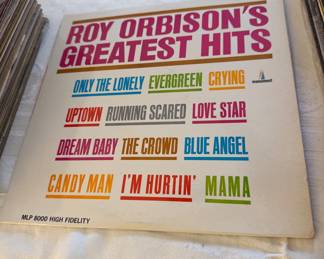 ROY ORBISON'S
GREATEST HITS
ONLY THE LONELY EVERGREEN CRYING
UPTOWN RUNNING SCARED LOVE STAR
DREAM BABY THE CROWD BLUE ANGEL
CANDY MAN I'M HURTIN' MAMA
MLP 8000 HIGH FIDELITY